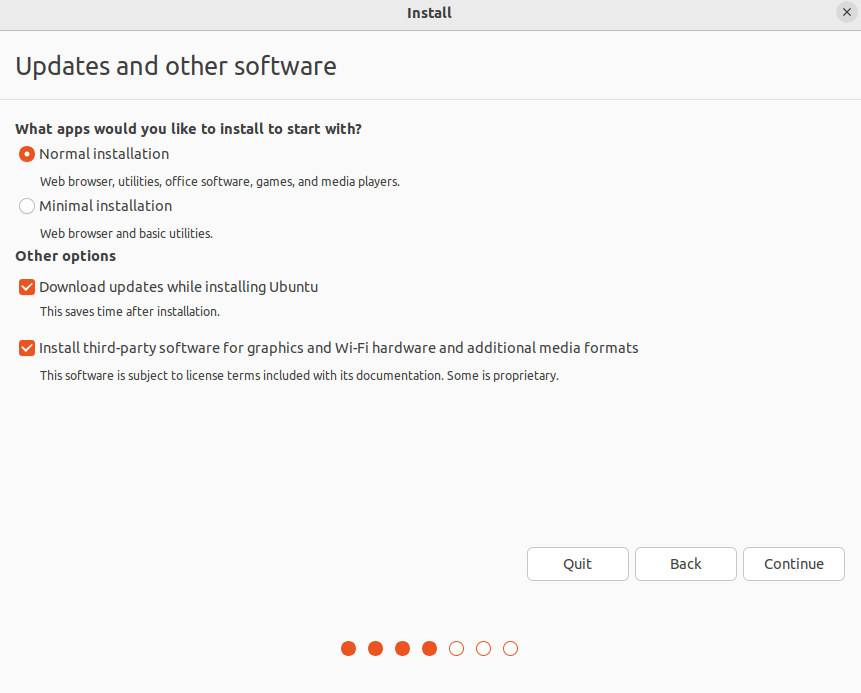 Install
Updates and other software
What apps would you like to install to start with?
Normal installation
Web browser, utilities, office software, games, and media players.
Minimal installation
Web browser and basic utilities.
Other options
Download updates while installing Ubuntu
This saves time after installation.
Install third-party software for graphics and Wi-Fi hardware and additional media formats
This software is subject to license terms included with its documentation. Some is proprietary.
Quit Back Continue